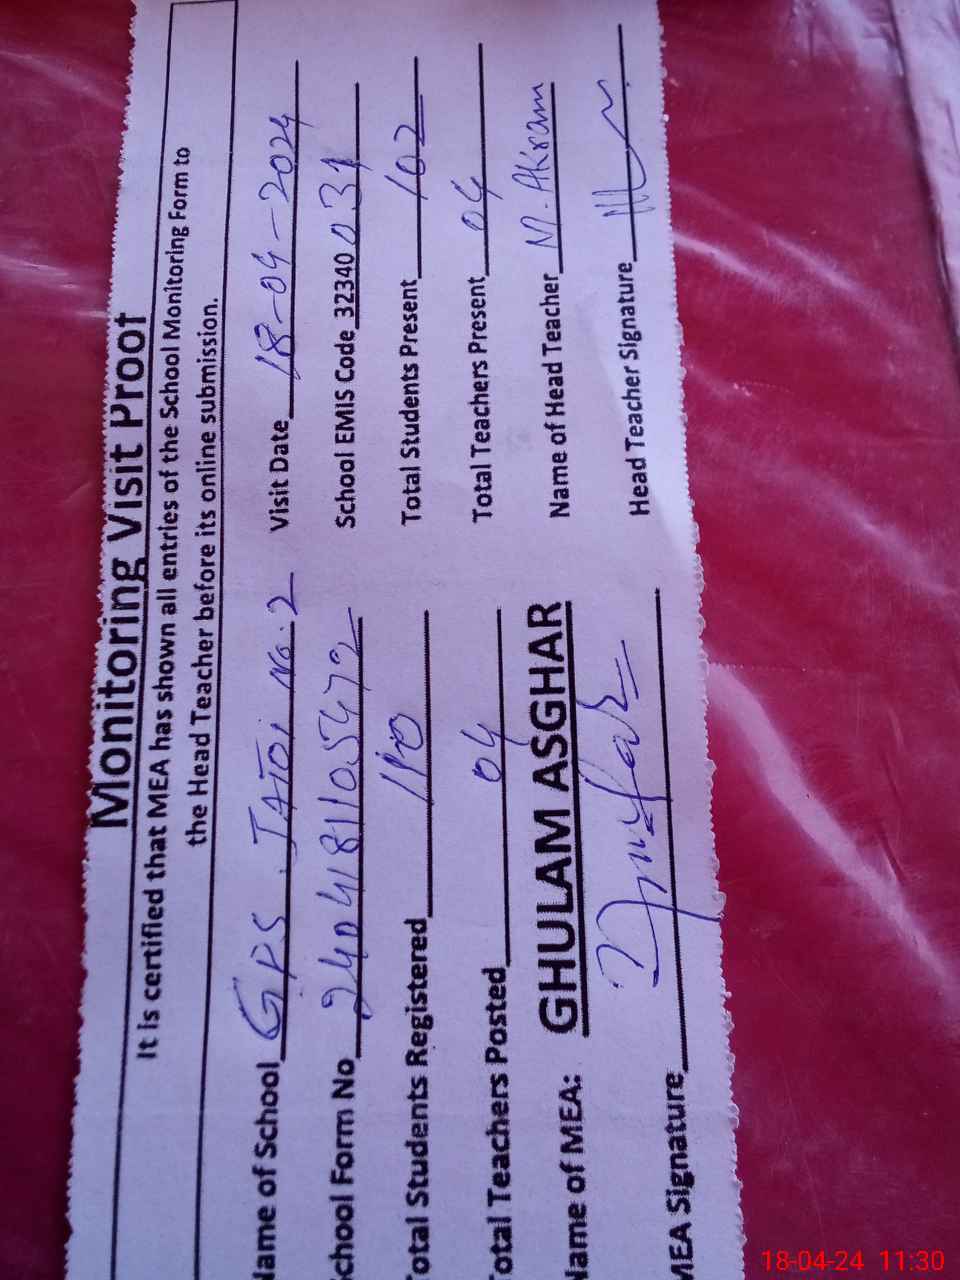 Monitoring Visit Proof
It is certified that MEA has shown all entries of the School Monitoring Form to
the Head Teacher before its online submission.
Name of School GPS JATOi No. 2 Visit Date 18-04-2024
School Form No School EMIS Code 32340031
Total Students Registered Total Students Present 102
Total Teachers Posted 04 Total Teachers Present 04
Name of MEA: GHULAM ASGHAR Name of Head Teacher M. Akram
MEA Signature Head Teacher Signature
18-04-24 11:30